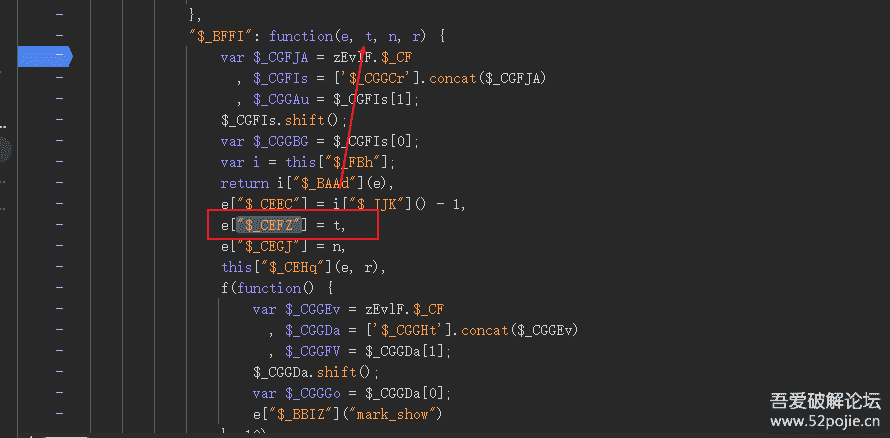 },
"$_BFFI": function(e, t, n, r) {
var $_CGFJA = zEvlF.$_CF
, $_CGFIs = ['$_CGGCr'].concat($_CGFJA)
, $_CGGAu = $_CGFIs[1];
$_CGFIs.shift();
var $_CGGBG = $_CGFIs[0];
var i = this["$_FBh"];
return i["$_BAAd"](e),
e["$_CEEC"] = i["$_JJK"]() - 1,
e["$_CEFZ"] = t,
e["$_CEGJ"] = n,
this["$_CEHq"](e, r),
f(function() {
var $_CGGEv = zEvlF.$_CF
, $_CGGDa = ['$_CGGHt'].concat($_CGGEv)
, $_CGGFV = $_CGGDa[1];
$_CGGDa.shift();
var $_CGGGo = $_CGGDa[0];
e["$_BBIZ"]("mark_show")
吾爱破解论坛
www.52pojie.cn